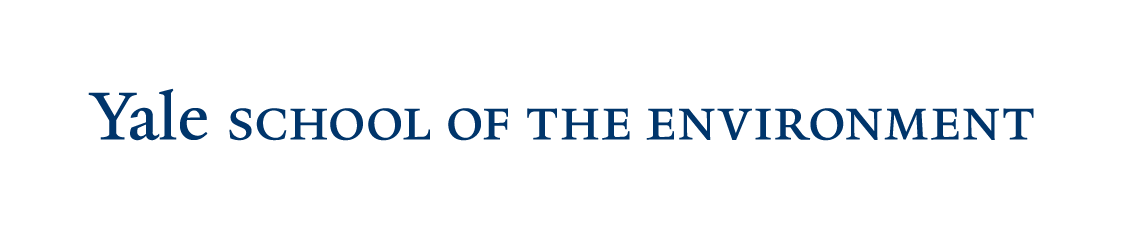 Yale SCHOOL OF THE ENVIRONMENT